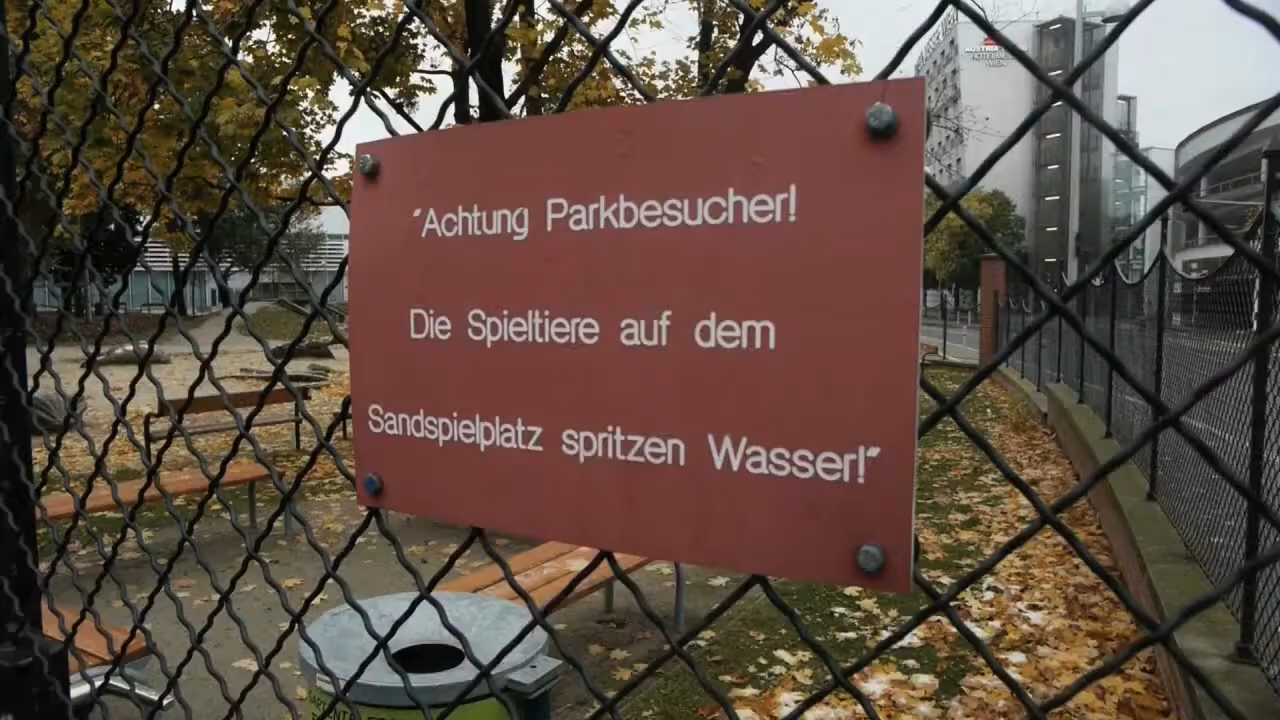 "Achtung Parkbesucher!
Die Spieltiere auf dem
Sandspielplatz spritzen Wasser!"